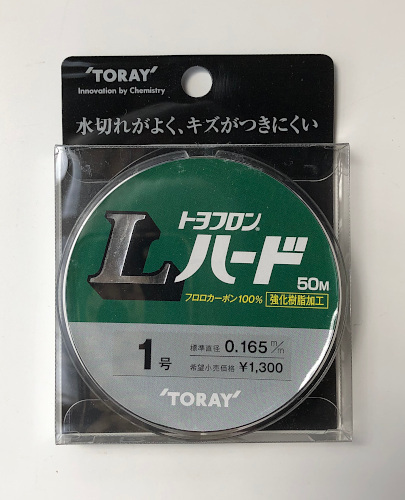 'TORAY'
Innovation by Chemistry
水切れがよく、キズがつきにくい
トヨフロン®
L ハード
50M
フロロカーボン100% 強化樹脂加工
1号
標準直径 0.165m/m
希望小売価格 ¥1,300
'TORAY'